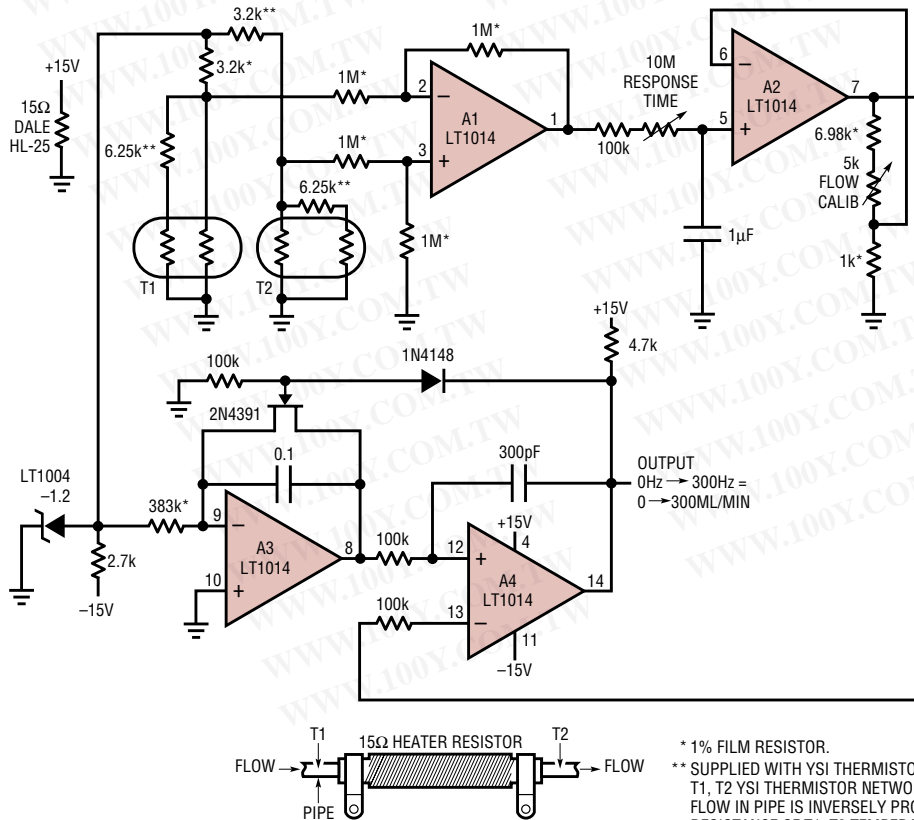 3.2k**
+15V
15Ω
DALE
HL-25
3.2k*
6.25k**
1M*
1M*
2
3
A1
LT1014
1
1M*
6.25k**
1M*
T1
T2
10M
RESPONSE
TIME
100k
6
5
A2
LT1014
7
1µF
6.98k*
5k
FLOW
CALIB
1k*
100k
1N4148
2N4391
+15V
4.7k
0.1
300pF
OUTPUT
0Hz → 300Hz =
0 → 300ML/MIN
LT1004
–1.2
383k*
2.7k
–15V
9
10
A3
LT1014
8
100k
100k
12
13
+15V
4
A4
LT1014
11
–15V
14
T1
15Ω HEATER RESISTOR
T2
FLOW
FLOW
PIPE
* 1% FILM RESISTOR.
** SUPPLIED WITH YSI
T1, T2 YSI THERMISTOR
FLOW IN PIPE IS INVERSELY
WWW.100Y.COM.TW